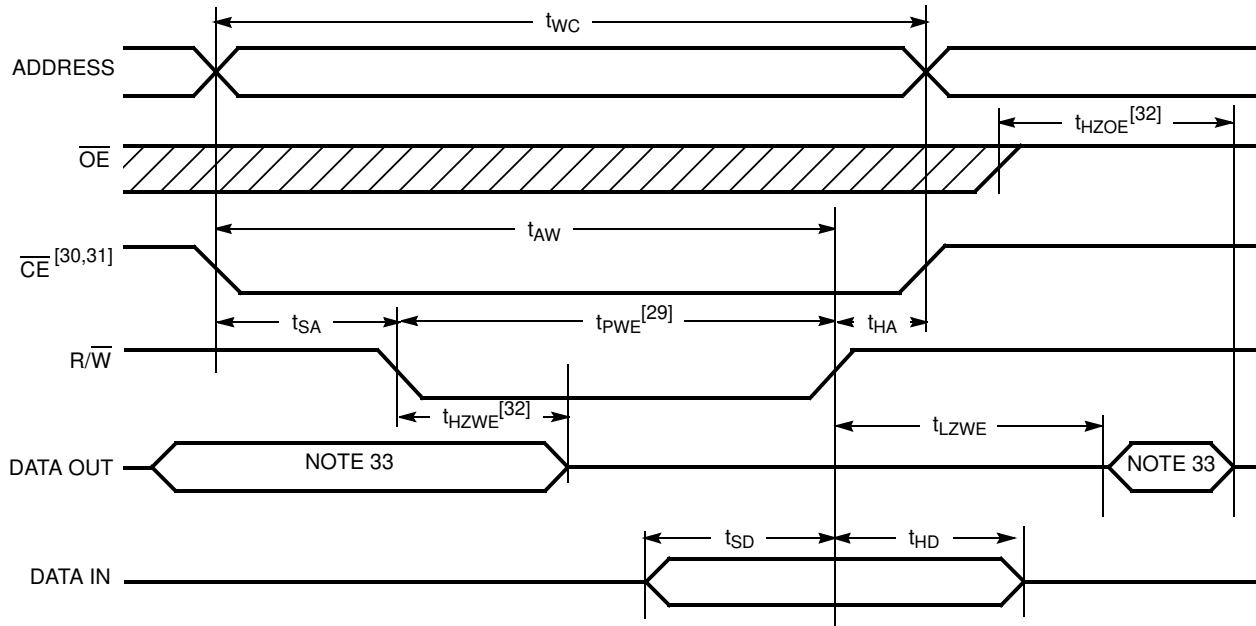 tWC
ADDRESS
tHZOE[32]
OE
tAW
CE [30,31]
tSA
tPWE[29]
tHA
R/W
tHZWE[32]
tLZWE
DATA OUT
NOTE 33
NOTE 33
tSD
tHD
DATA IN